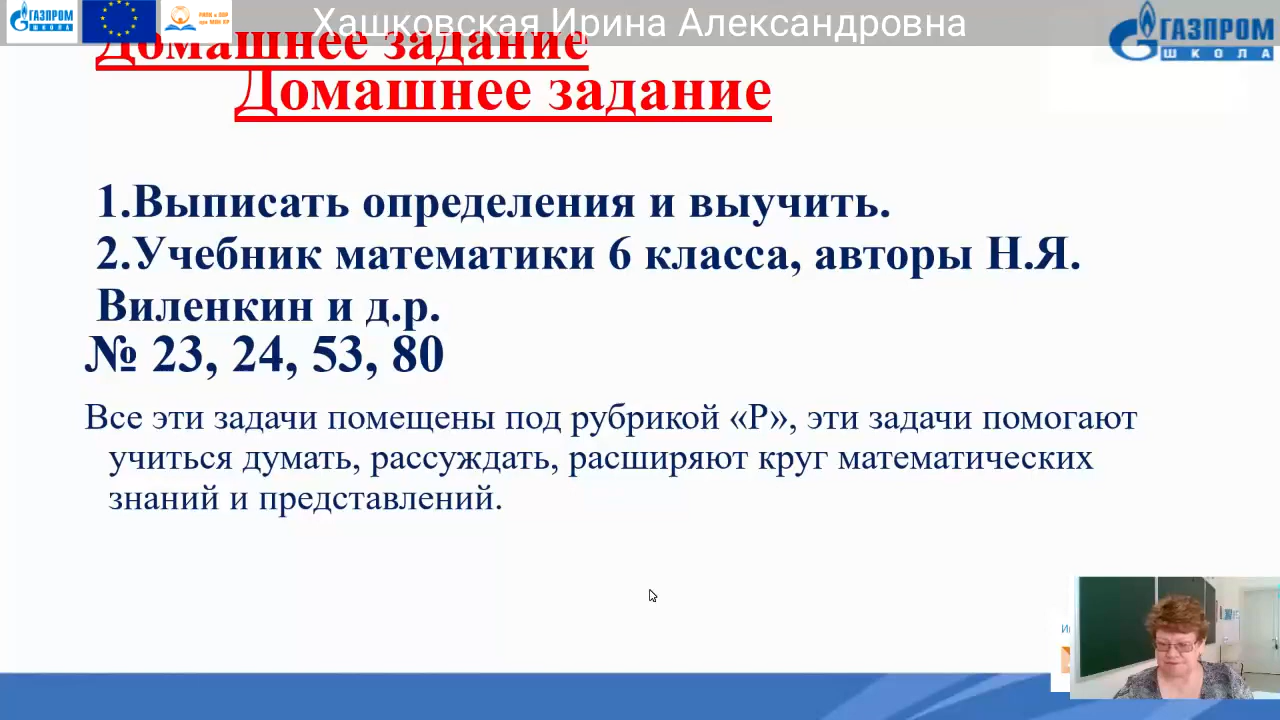 ГАЗПРОМ
ШКОЛА
Хашковская Ирина Александровна
ГАЗПРОМ
ШКОЛА
Домашнее задание
Домашнее задание
1.Выписать определения и выучить.
2.Учебник математики 6 класса, авторы Н.Я.
Виленкин и д.р.
№ 23, 24, 53, 80
Все эти задачи помещены под рубрикой «Р», эти задачи помогают
учиться думать, рассуждать, расширяют круг математических
знаний и представлений.